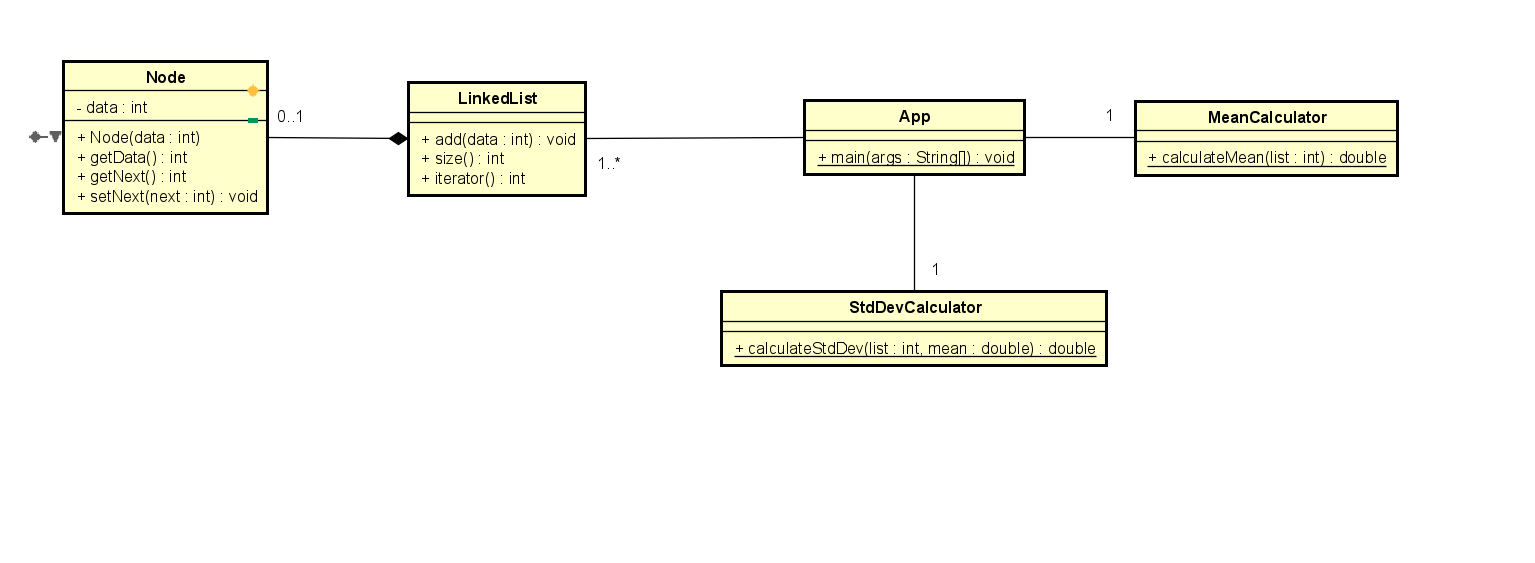 Node
- data : int
+ Node(data : int)
+ getData() : int
+ getNext() : int
+ setNext(next : int) : void
0..1
LinkedList
+ add(data : int) : void
+ size() : int
+ iterator() : int
1..*
App
+ main(args : String[]) : void
1
MeanCalculator
+ calculateMean(list : int) : double
1
StdDevCalculator
+ calculateStdDev(list : int, mean : double) : double